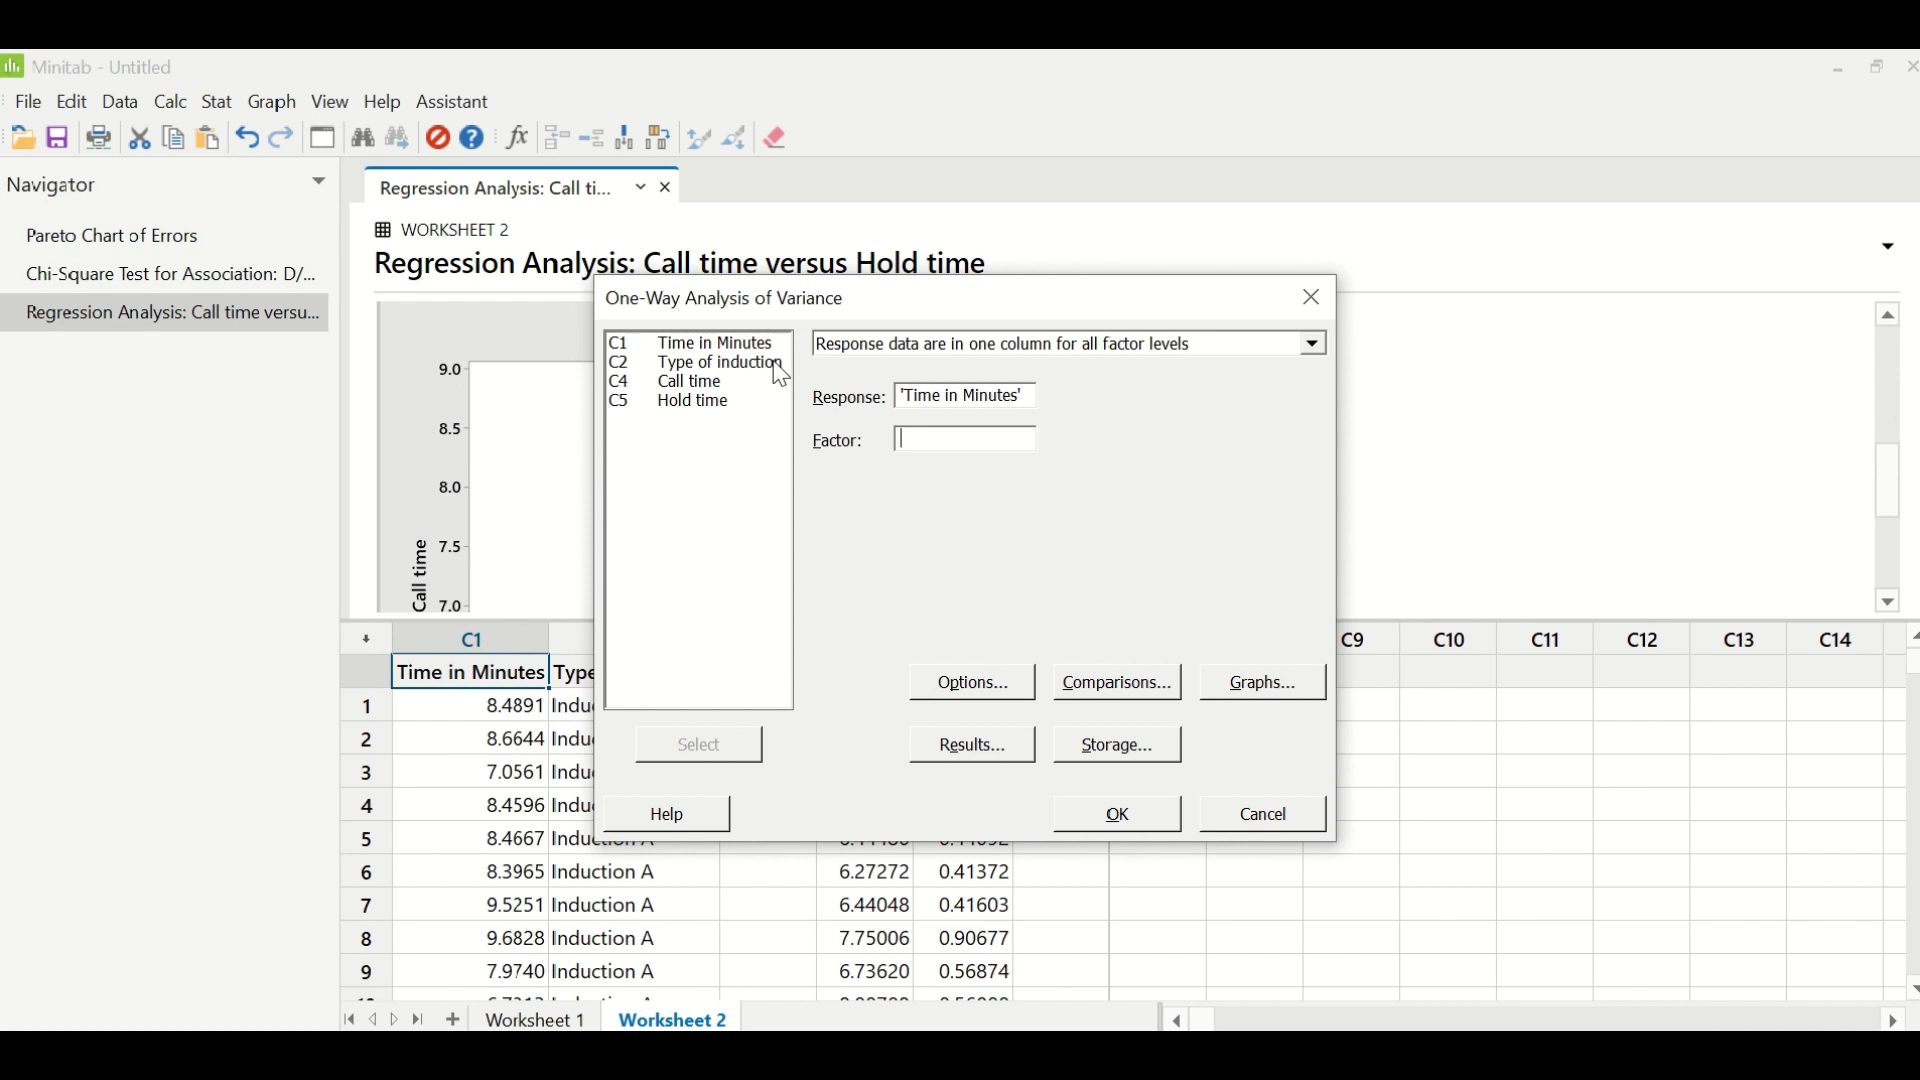 Minitab - Untitled
File Edit Data Calc Stat Graph View Help Assistant
Navigator
Pareto Chart of Errors
Chi-Square Test for Association: D/...
Regression Analysis: Call time versu...
Regression Analysis: Call ti...
WORKSHEET 2
Regression Analysis: Call time versus Hold time
9.0
8.5
8.0
7.5
7.0
Call time
One-Way Analysis of Variance
C1 Time in Minutes
C2 Type of induction
C4 Call time
C5 Hold time
Response data are in one column for all factor levels
Response: 'Time in Minutes'
Factor:
Options... Comparisons... Graphs...
Select Results... Storage...
Help OK Cancel
C1 C9 C10 C11 C12 C13 C14
Time in Minutes Type
1 8.4891 Indu
2 8.6644 Indu
3 7.0561 Indu
4 8.4596 Indu
5 8.4667
6 8.3965 Induction A 6.27272 0.41372
7 9.5251 Induction A 6.44048 0.41603
8 9.6828 Induction A 7.75006 0.90677
9 7.9740 Induction A 6.73620 0.56874
Worksheet 1 Worksheet 2